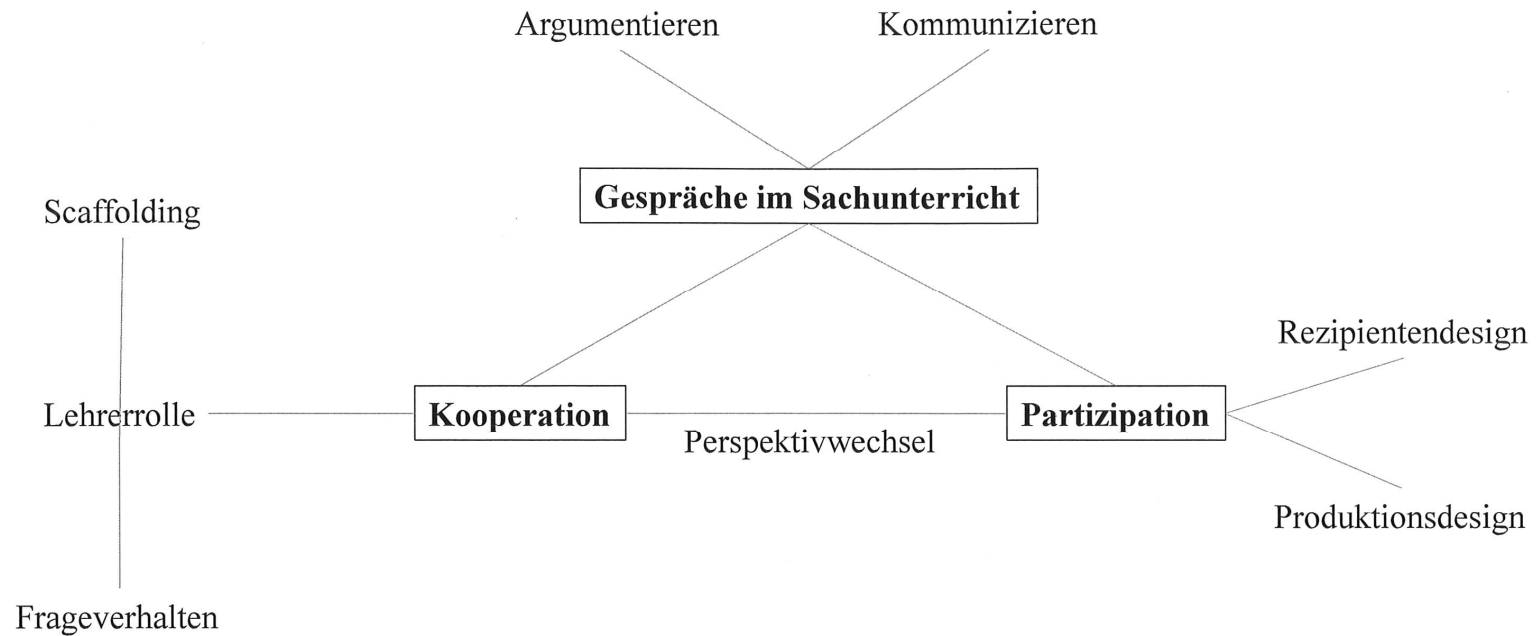 Argumentieren
Kommunizieren
Gespräche im Sachunterricht
Scaffolding
Rezipientendesign
Lehrerrolle
Kooperation
Partizipation
Perspektivwechsel
Produktionsdesign
Frageverhalten